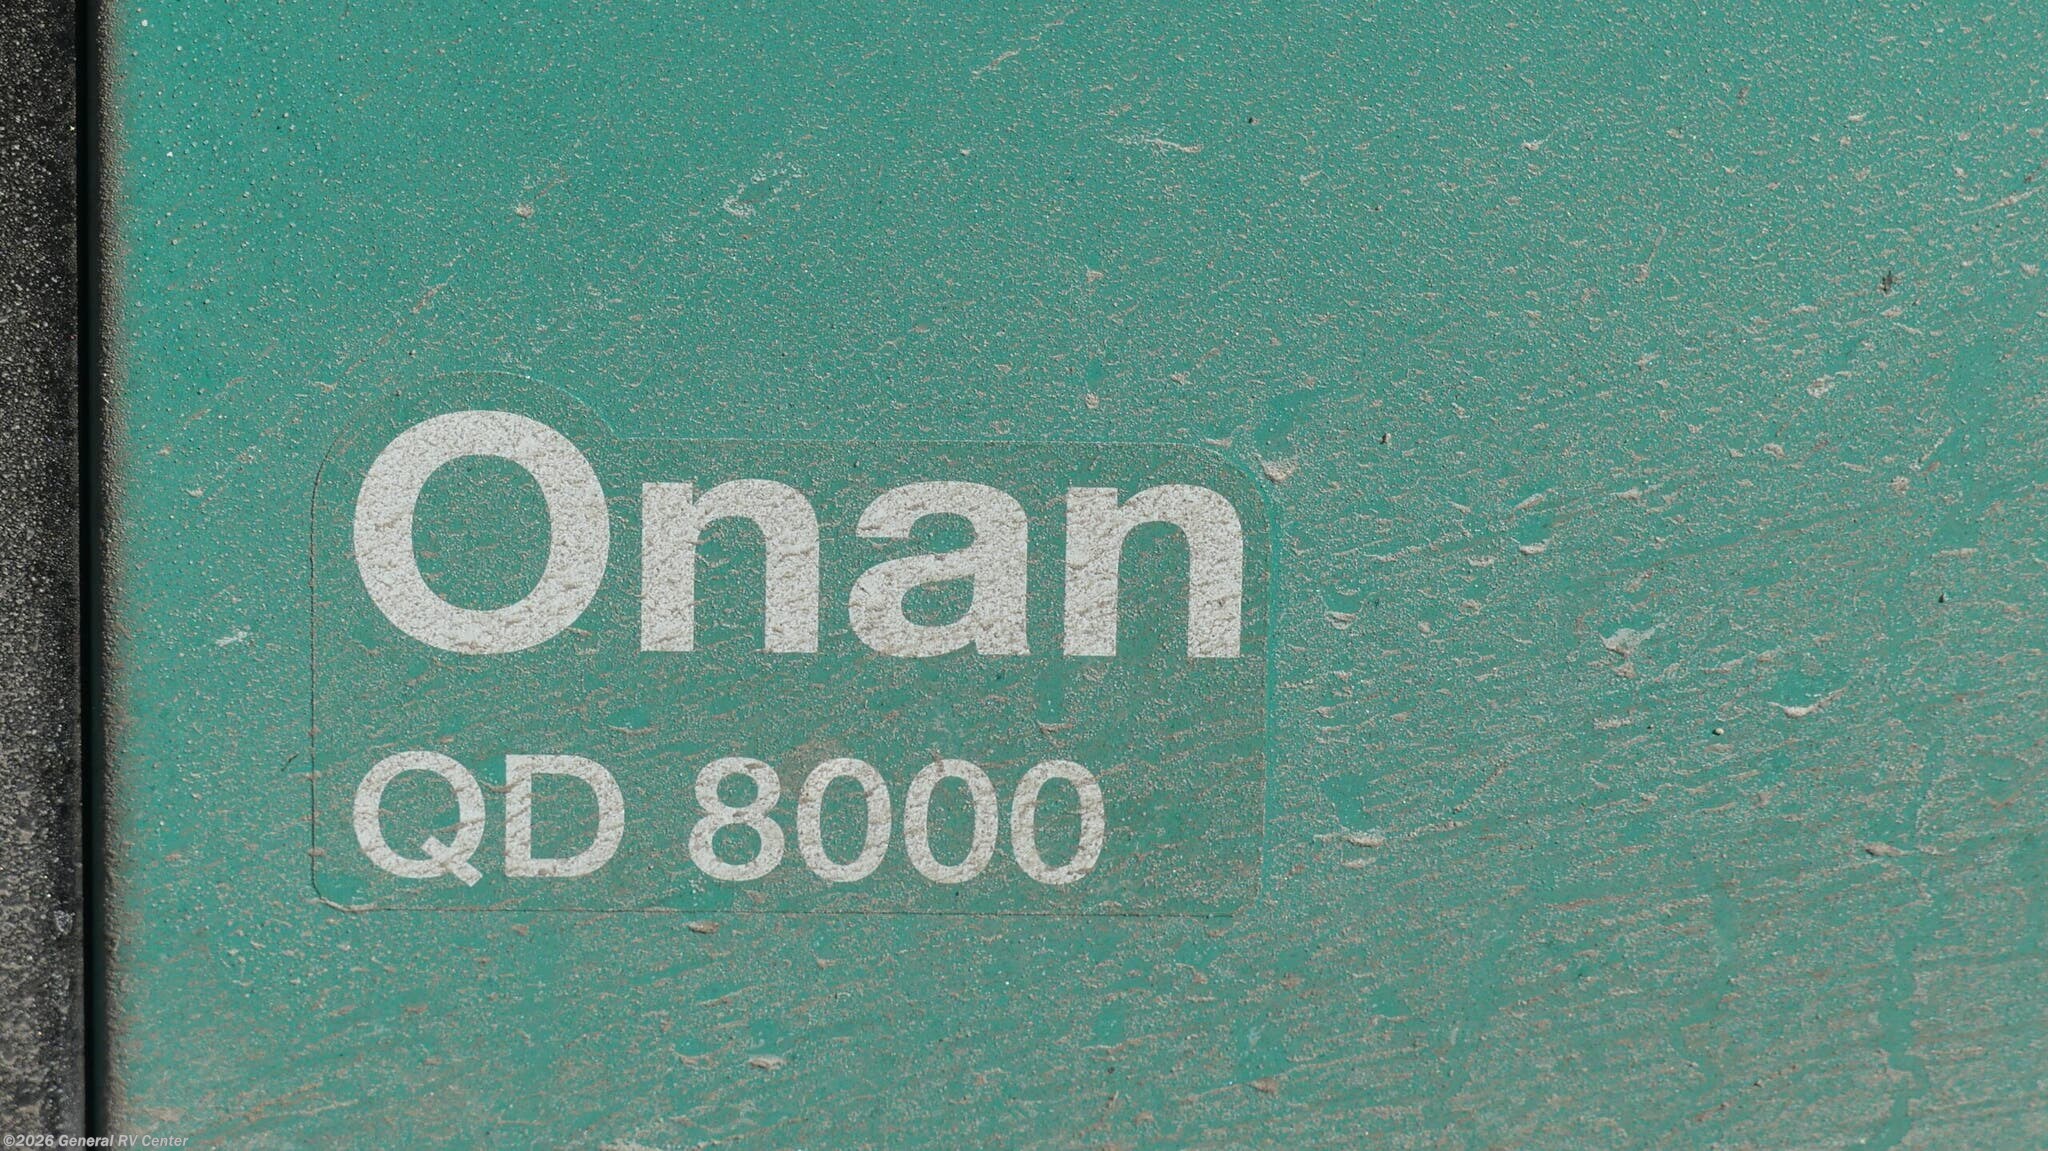 Onan
QD 8000
©2026 General RV Center